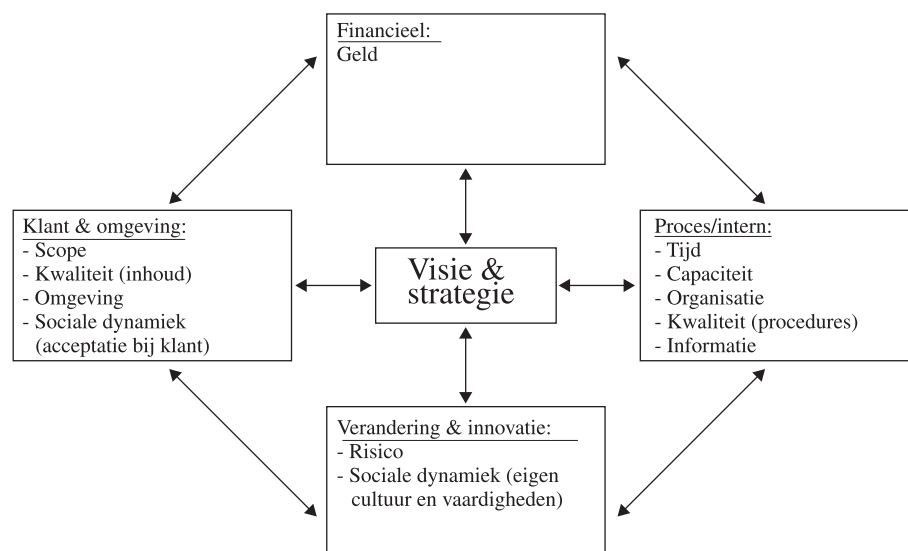 Financieel:
Geld
Klant & omgeving:
- Scope
- Kwaliteit (inhoud)
- Omgeving
- Sociale dynamiek
(acceptatie bij klant)
Visie &
strategie
Proces/intern:
- Tijd
- Capaciteit
- Organisatie
- Kwaliteit (procedures)
- Informatie
Verandering & innovatie:
- Risico
- Sociale dynamiek (eigen
cultuur en vaardigheden)